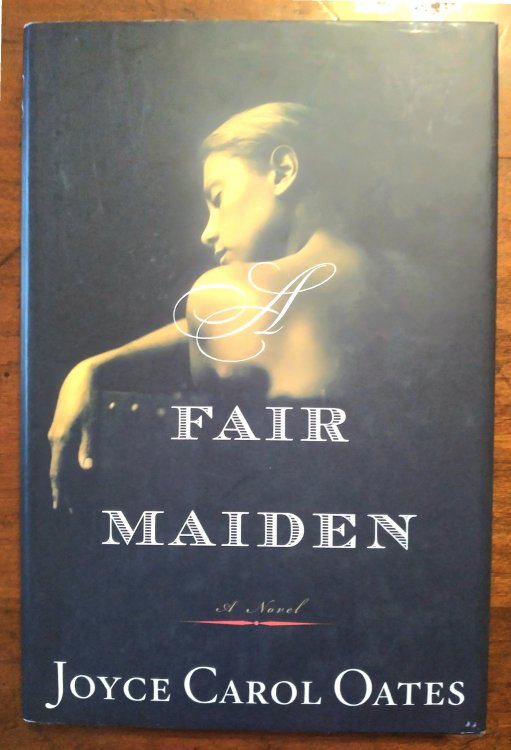 A
FAIR
MAIDEN
A Novel
JOYCE CAROL OATES